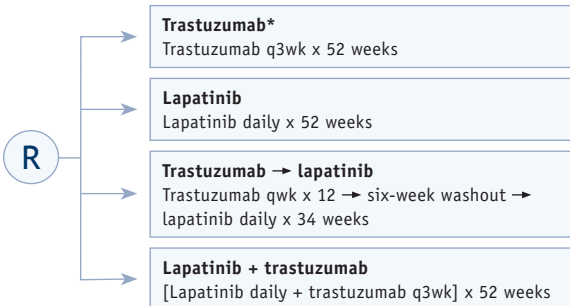 R
Trastuzumab*
Trastuzumab q3wk x 52 weeks
Lapatinib
Lapatinib daily x 52 weeks
Trastuzumab → lapatinib
Trastuzumab qwk x 12 → six-week washout →
lapatinib daily x 34 weeks
Lapatinib + trastuzumab
[Lapatinib daily + trastuzumab q3wk] x 52 weeks